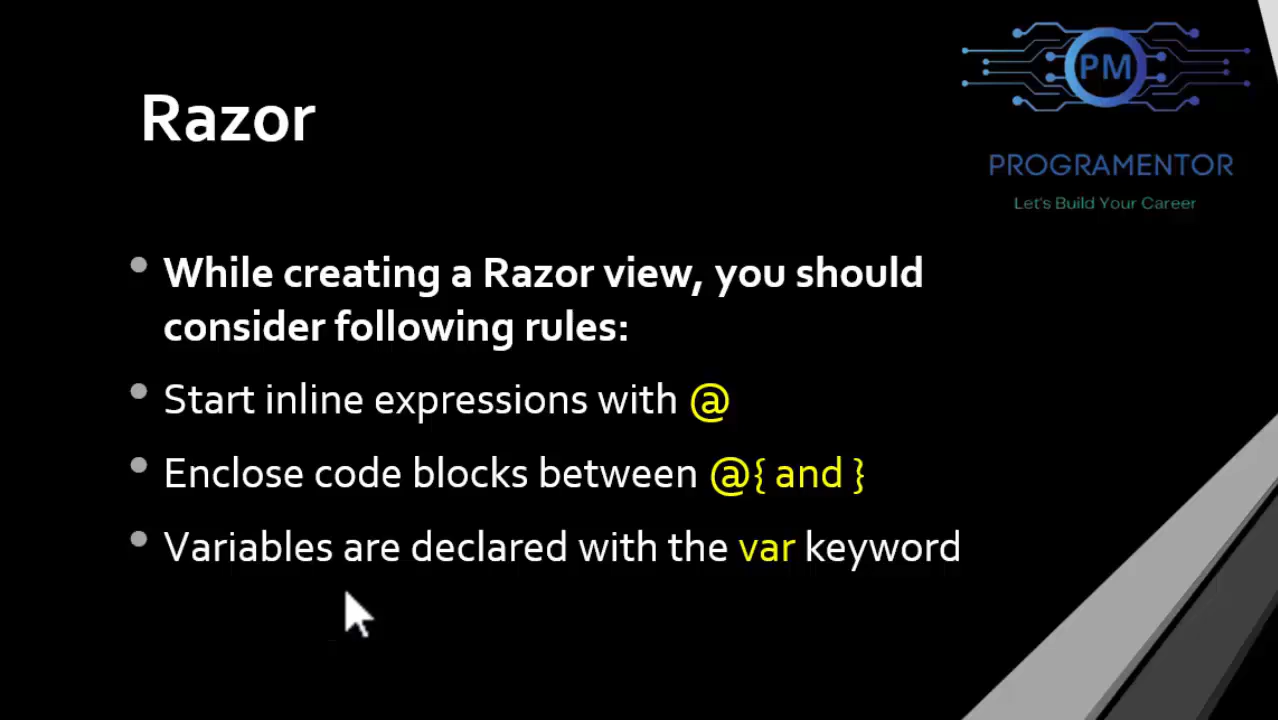 PM
PROGRAMENTOR
Let's Build Your Career
Razor
While creating a Razor view, you should
consider following rules:
Start inline expressions with @
Enclose code blocks between @{ and }
Variables are declared with the var keyword